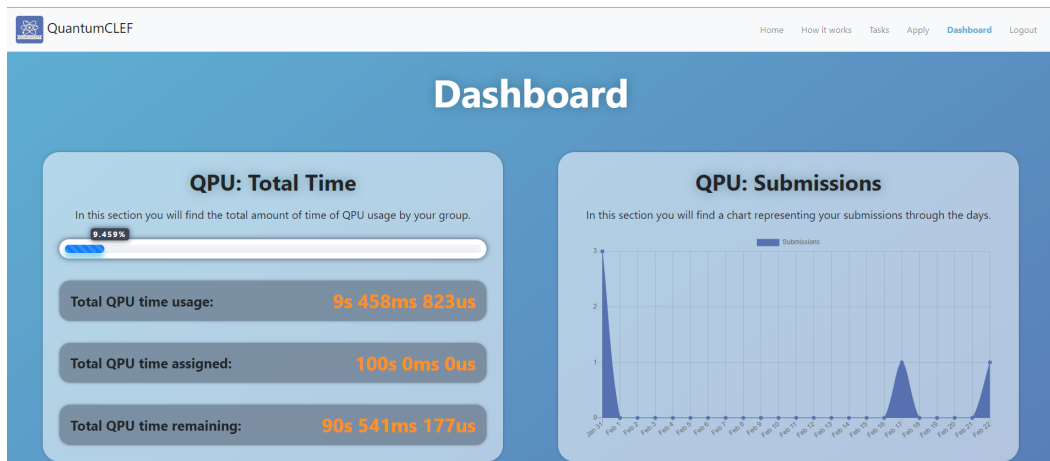 QuantumCLEF
Home How it works Tasks Apply Dashboard Logout
Dashboard
QPU: Total Time
In this section you will find the total amount of time of QPU usage by your group.
9.459%
Total QPU time usage: 9s 458ms 823us
Total QPU time assigned: 100s 0ms 0us
Total QPU time remaining: 90s 541ms 177us
QPU: Submissions
In this section you will find a chart representing your submissions through the days.
Submissions
3
2
1
0
Jan 31 Feb 1 Feb 2 Feb 3 Feb 4 Feb 5 Feb 6 Feb 7 Feb 8 Feb 9 Feb 10 Feb 11 Feb 12 Feb 13 Feb 14 Feb 15 Feb 16 Feb 17 Feb 18 Feb 19 Feb 20 Feb 21 Feb 22